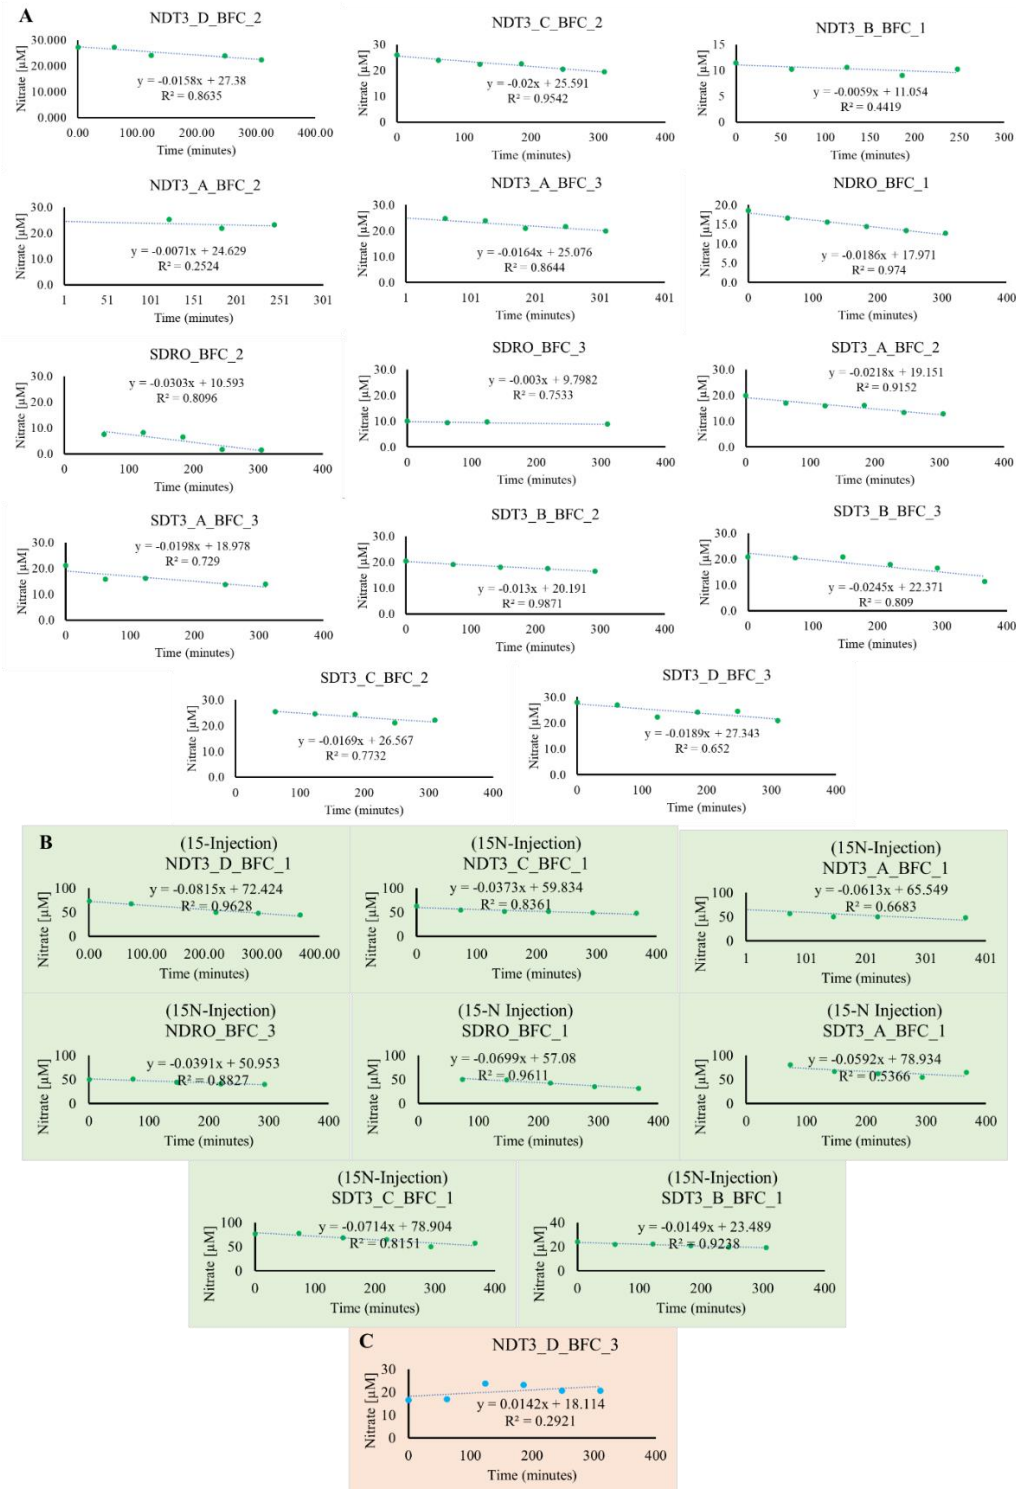 A
NDT3_D_BFC_2
Nitrate [µM]
30.000
20.000
10.000
0.000
y = -0.0158x + 27.38
R² = 0.8635
0.00 100.00 200.00 300.00 400.00
Time (minutes)
NDT3_C_BFC_2
Nitrate [µM]
30
20
10
0
y = -0.02x + 25.591
R² = 0.9542
0 100 200 300 400
Time (minutes)
NDT3_B_BFC_1
Nitrate [µM]
15
10
5
0
y = -0.0059x + 11.054
R² = 0.4419
0 50 100 150 200 250 300
Time (minutes)
NDT3_A_BFC_2
Nitrate [µM]
30.0
20.0
10.0
0.0
y = -0.0071x + 24.629
R² = 0.2524
1 51 101 151 201 251 301
Time (minutes)
NDT3_A_BFC_3
Nitrate [µM]
30.0
20.0
10.0
0.0
y = -0.0164x + 25.076
R² = 0.8644
1 101 201 301 401
Time (minutes)
NDRO_BFC_1
Nitrate [µM]
20.0
15.0
10.0
5.0
0.0
y = -0.0186x + 17.971
R² = 0.974
0 100 200 300 400
Time (minutes)
SDRO_BFC_2
Nitrate [µM]
30.0
20.0
10.0
0.0
y = -0.0303x + 10.593
R² = 0.8096
0 100 200 300 400
Time (minutes)
SDRO_BFC_3
Nitrate [µM]
30.0
20.0
10.0
0.0
y = -0.003x + 9.7982
R² = 0.7533
0 100 200 300 400
Time (minutes)
SDT3_A_BFC_2
Nitrate [µM]
30.0
20.0
10.0
0.0
y = -0.0218x + 19.151
R² = 0.9152
0 100 200 300 400
Time (minutes)
SDT3_A_BFC_3
Nitrate [µM]
30.0
20.0
10.0
0.0
y = -0.0198x + 18.978
R² = 0.729
0 100 200 300 400
Time (minutes)
SDT3_B_BFC_2
Nitrate [µM]
30.0
20.0
10.0
0.0
y = -0.013x + 20.191
R² = 0.9871
0 100 200 300 400
Time (minutes)
SDT3_B_BFC_3
Nitrate [µM]
30.0
20.0
10.0
0.0
y = -0.0245x + 22.371
R² = 0.809
0 100 200 300 400
Time (minutes)
SDT3_C_BFC_2
Nitrate [µM]
30.0
20.0
10.0
0.0
y = -0.0169x + 26.567
R² = 0.7732
0 100 200 300 400
Time (minutes)
SDT3_D_BFC_3
Nitrate [µM]
30.0
20.0
10.0
0.0
y = -0.0189x + 27.343
R² = 0.652
0 100 200 300 400
Time (minutes)
B
(15-Injection)
NDT3_D_BFC_1
Nitrate [µM]
100
50
0
y = -0.0815x + 72.424
R² = 0.9628
0.00 100.00 200.00 300.00 400.00
Time (minutes)
(15N-Injection)
NDT3_C_BFC_1
Nitrate [µM]
100
50
0
y = -0.0373x + 59.834
R² = 0.8361
0 100 200 300 400
Time (minutes)
(15N-Injection)
NDT3_A_BFC_1
Nitrate [µM]
100
50
0
y = -0.0613x + 65.549
R² = 0.6683
1 101 201 301 401
Time (minutes)
(15N-Injection)
NDRO_BFC_3
Nitrate [µM]
100
50
0
y = -0.0391x + 50.953
R² = 0.8827
0 100 200 300 400
Time (minutes)
(15-N Injection)
SDRO_BFC_1
Nitrate [µM]
100
50
0
y = -0.0699x + 57.08
R² = 0.9611
0 100 200 300 400
Time (minutes)
(15-N Injection)
SDT3_A_BFC_1
Nitrate [µM]
100
50
0
y = -0.0592x + 78.934
R² = 0.5366
0 100 200 300 400
Time (minutes)
(15N-Injection)
SDT3_C_BFC_1
Nitrate [µM]
100
50
0
y = -0.0714x + 78.904
R² = 0.8151
0 100 200 300 400
Time (minutes)
(15N-Injection)
SDT3_B_BFC_1
Nitrate [µM]
40
20
0
y = -0.0149x + 23.489
R² = 0.9238
0 100 200 300 400
Time (minutes)
C
NDT3_D_BFC_3
Nitrate [µM]
30
20
10
0
y = 0.0142x + 18.114
R² = 0.2921
0 100 200 300 400
Time (minutes)